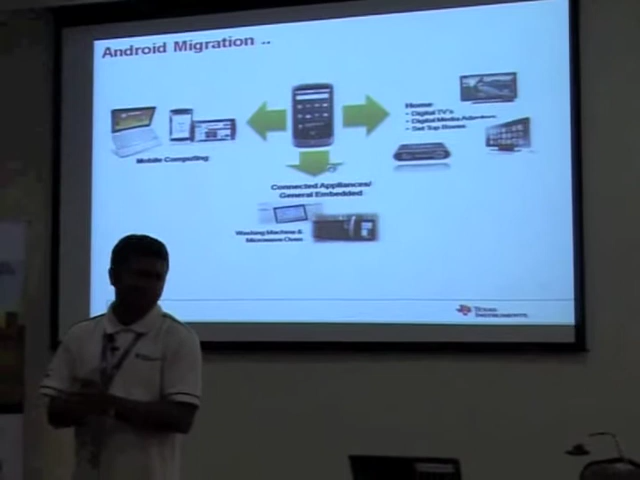 Android Migration ..
Home
• Digital TV's
• Digital Media Adapters
• Set Top Boxes
Mobile Computing
Connected Appliances/
General Embedded
Washing Machine &
Microwave Oven
Texas
Instruments